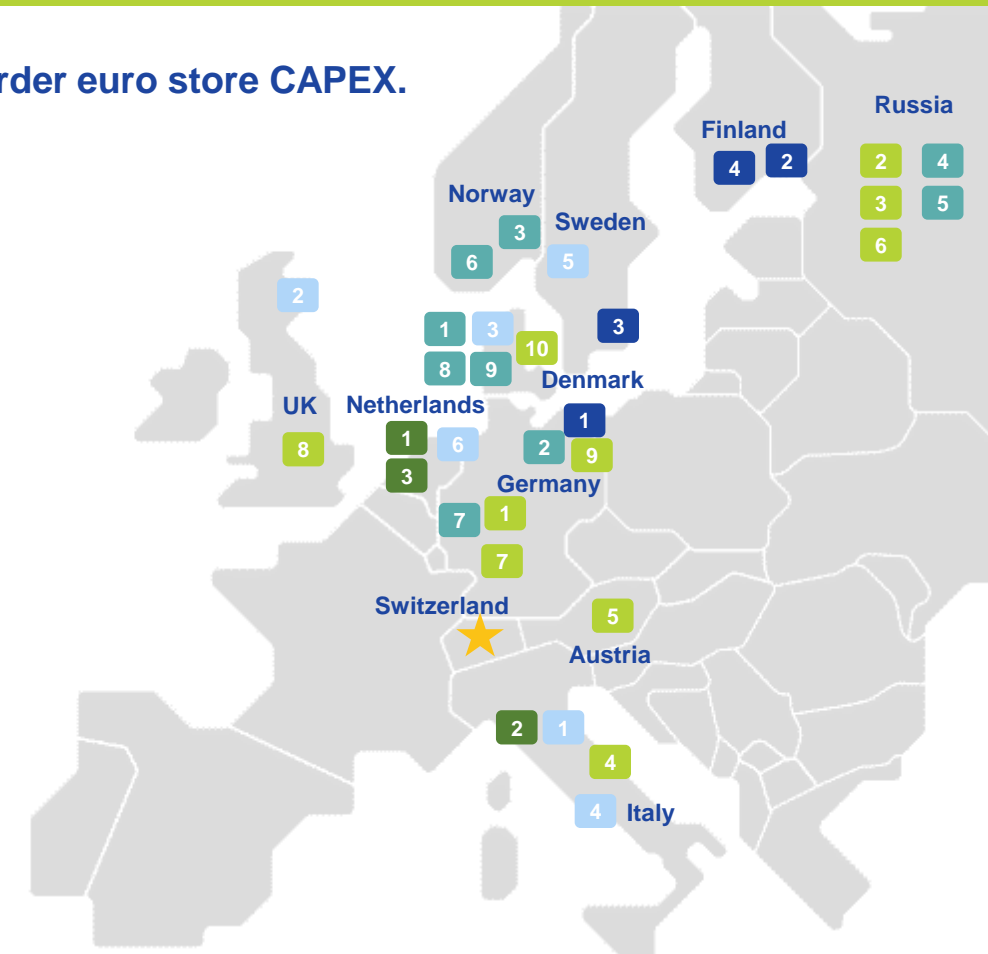 rder euro store CAPEX.
Russia
Finland
2
4
4
2
Norway
3
5
3
Sweden
6
6
5
2
1
3
3
10
8
9
Denmark
UK
Netherlands
1
1
6
2
9
8
3
Germany
7
1
7
Switzerland
5
Austria
2
1
4
4
Italy